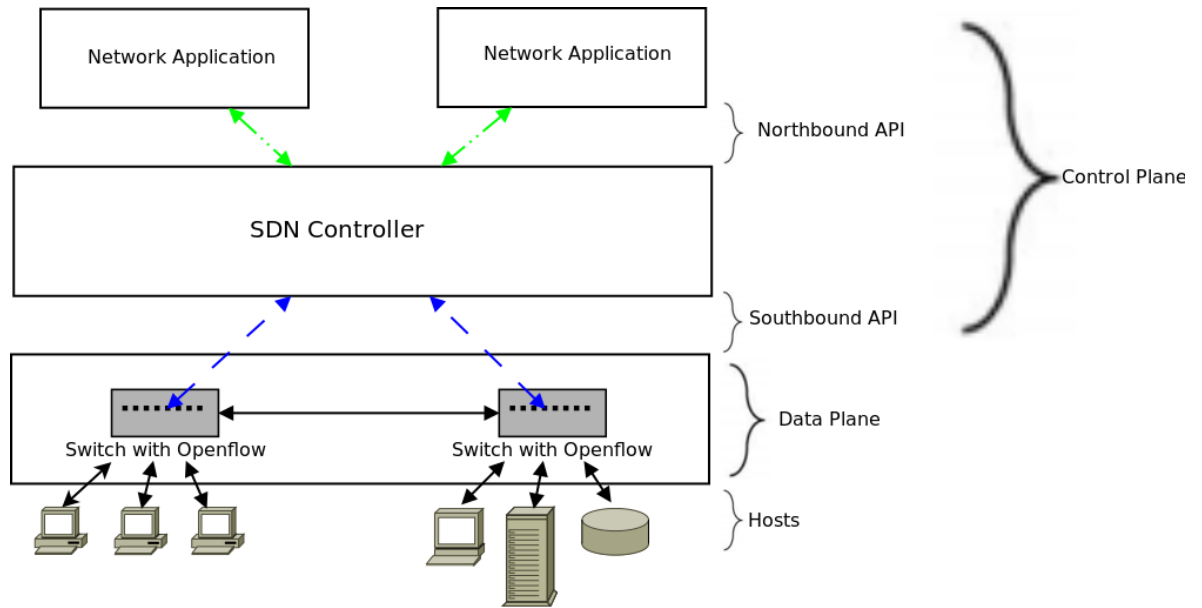 Network Application
Network Application
Northbound API
Control Plane
SDN Controller
Southbound API
Data Plane
Switch with Openflow
Switch with Openflow
Hosts